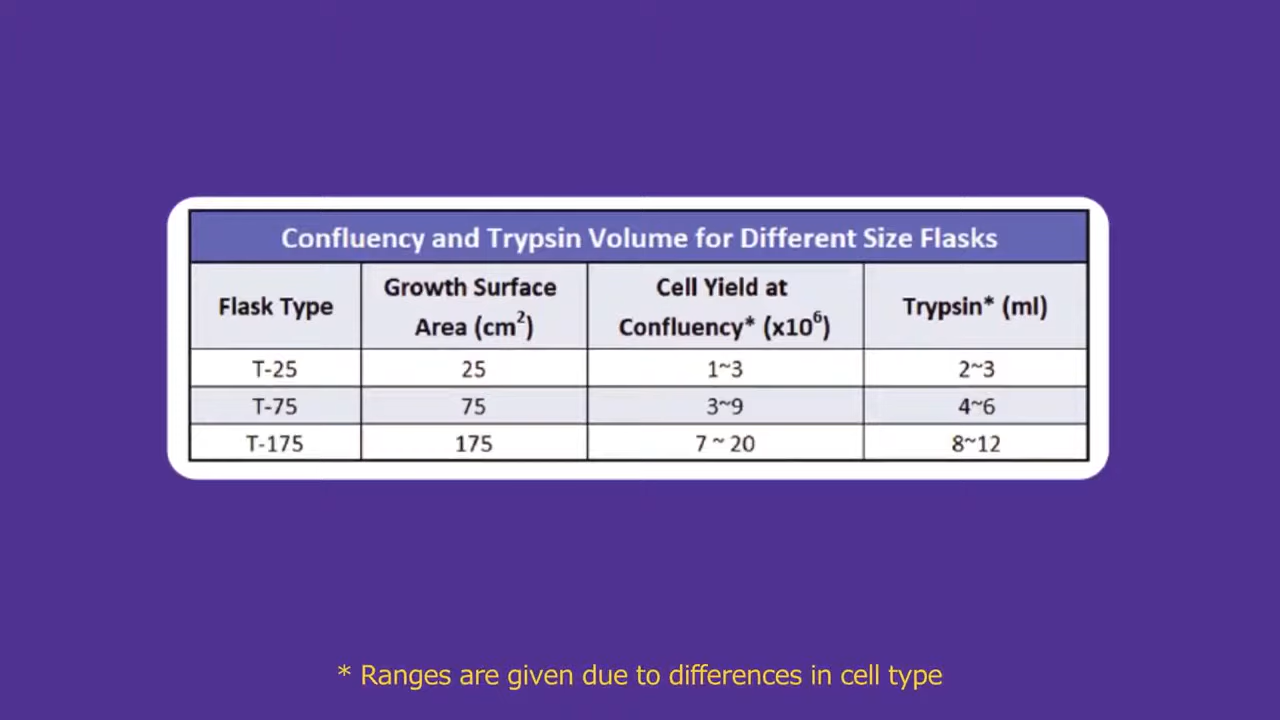 Confluency and Trypsin Volume for Different Size Flasks
Flask Type Growth Surface Area (cm²) Cell Yield at Confluency* (x10⁶) Trypsin* (ml)
T-25 25 1~3 2~3
T-75 75 3~9 4~6
T-175 175 7 ~ 20 8~12
* Ranges are given due to differences in cell type